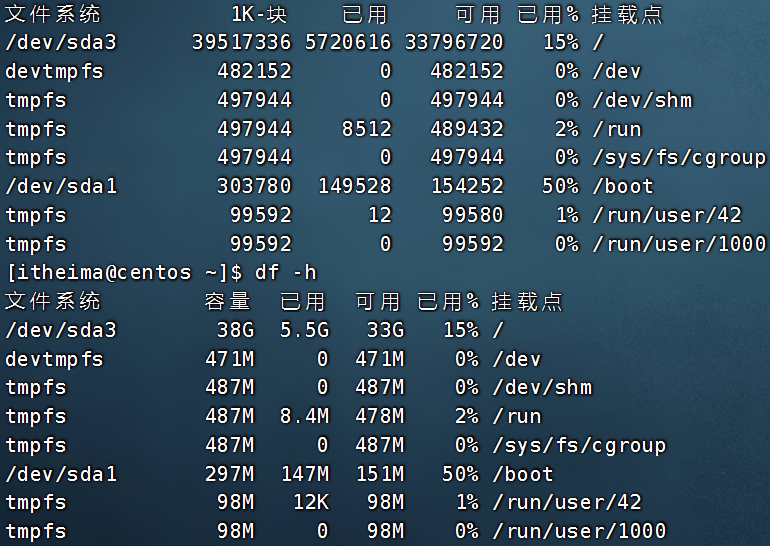 文件系统 1K-块 已用 可用 已用% 挂载点
/dev/sda3 39517336 5720616 33796720 15% /
devtmpfs 482152 0 482152 0% /dev
tmpfs 497944 0 497944 0% /dev/shm
tmpfs 497944 8512 489432 2% /run
tmpfs 497944 0 497944 0% /sys/fs/cgroup
/dev/sda1 303780 149528 154252 50% /boot
tmpfs 99592 12 99580 1% /run/user/42
tmpfs 99592 0 99592 0% /run/user/1000
[itheima@centos ~]$ df -h
文件系统 容量 已用 可用 已用% 挂载点
/dev/sda3 38G 5.5G 33G 15% /
devtmpfs 471M 0 471M 0% /dev
tmpfs 487M 0 487M 0% /dev/shm
tmpfs 487M 8.4M 478M 2% /run
tmpfs 487M 0 487M 0% /sys/fs/cgroup
/dev/sda1 297M 147M 151M 50% /boot
tmpfs 98M 12K 98M 1% /run/user/42
tmpfs 98M 0 98M 0% /run/user/1000